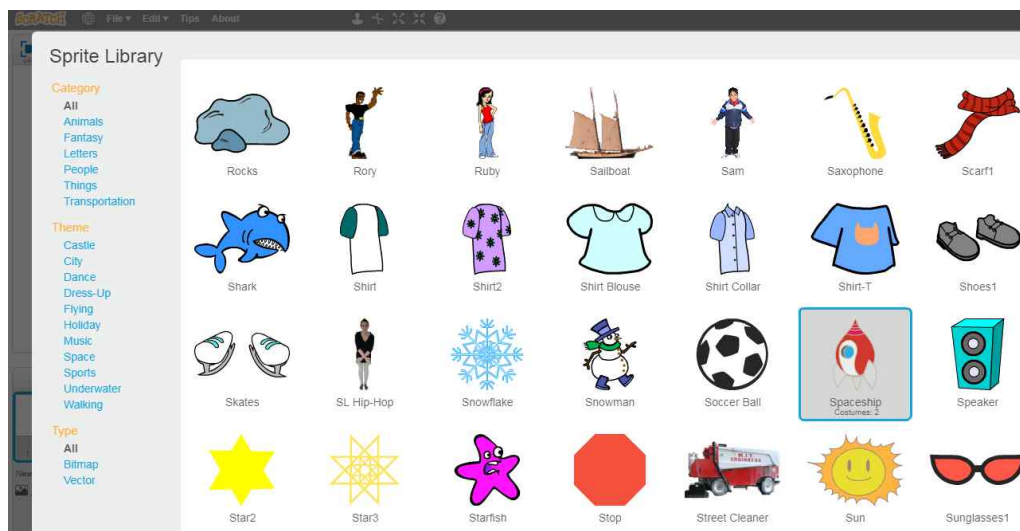 SCRATCH File▾ Edit▾ Tips About
Sprite Library
Category
All
Animals
Fantasy
Letters
People
Things
Transportation
Theme
Castle
City
Dance
Dress-Up
Flying
Holiday
Music
Space
Sports
Underwater
Walking
Type
All
Bitmap
Vector
New
Rocks Rory Ruby Sailboat Sam Saxophone Scarf1
Shark Shirt Shirt2 Shirt Blouse Shirt Collar Shirt-T Shoes1
Skates SL Hip-Hop Snowflake Snowman Soccer Ball Spaceship Speaker
Costumes: 2
M.I.T.
ENGINEERS
Star2 Star3 Starfish Stop Street Cleaner Sun Sunglasses1